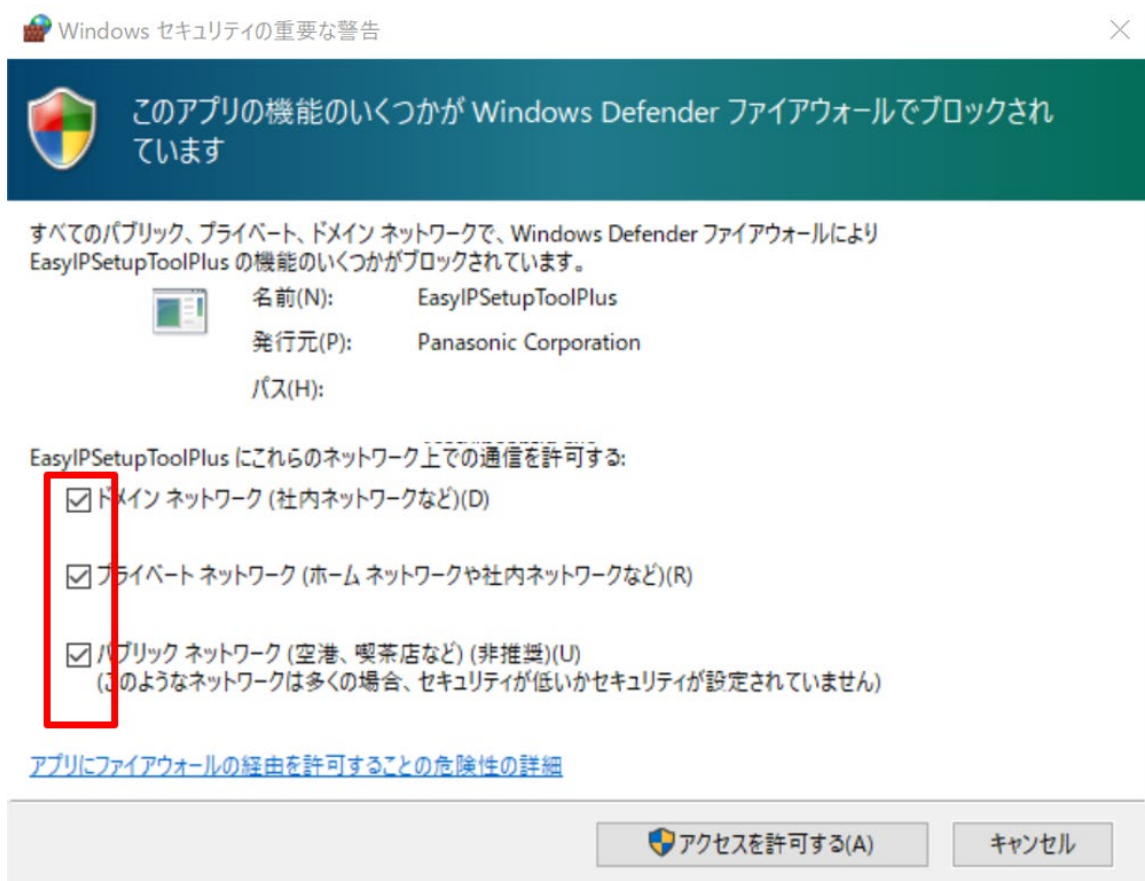 Windows セキュリティの重要な警告
このアプリの機能のいくつかが Windows Defender ファイアウォールでブロックされ
ています
すべてのパブリック、プライベート、ドメイン ネットワークで、Windows Defender ファイアウォールにより
EasyIPSetupToolPlus の機能のいくつかがブロックされています。
名前(N): EasyIPSetupToolPlus
発行元(P): Panasonic Corporation
パス(H):
EasyIPSetupToolPlus にこれらのネットワーク上での通信を許可する:
ドメイン ネットワーク (社内ネットワークなど)(D)
プライベート ネットワーク (ホーム ネットワークや社内ネットワークなど)(R)
パブリック ネットワーク (空港、喫茶店など) (非推奨)(U)
(このようなネットワークは多くの場合、セキュリティが低いかセキュリティが設定されていません)
アプリにファイアウォールの経由を許可することの危険性の詳細
アクセスを許可する(A) キャンセル